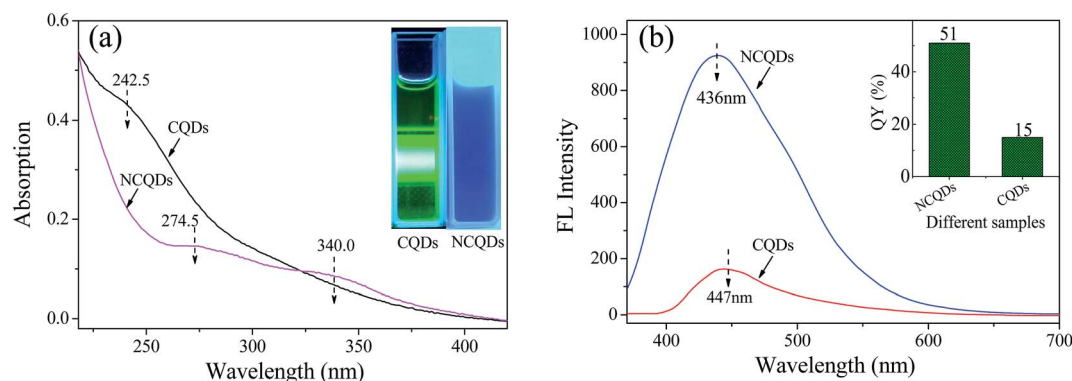 (a)
0.6
0.4
0.2
0.0
Absorption
242.5
CQDs
NCQDs
274.5
340.0
CQDs
NCQDs
250
300
350
400
Wavelength (nm)
(b)
1000
800
600
400
200
0
FL Intensity
436nm
NCQDs
447nm
CQDs
400
500
600
700
Wavelength (nm)
40
20
0
QY (%)
51
15
NCQDs
CQDs
Different samples